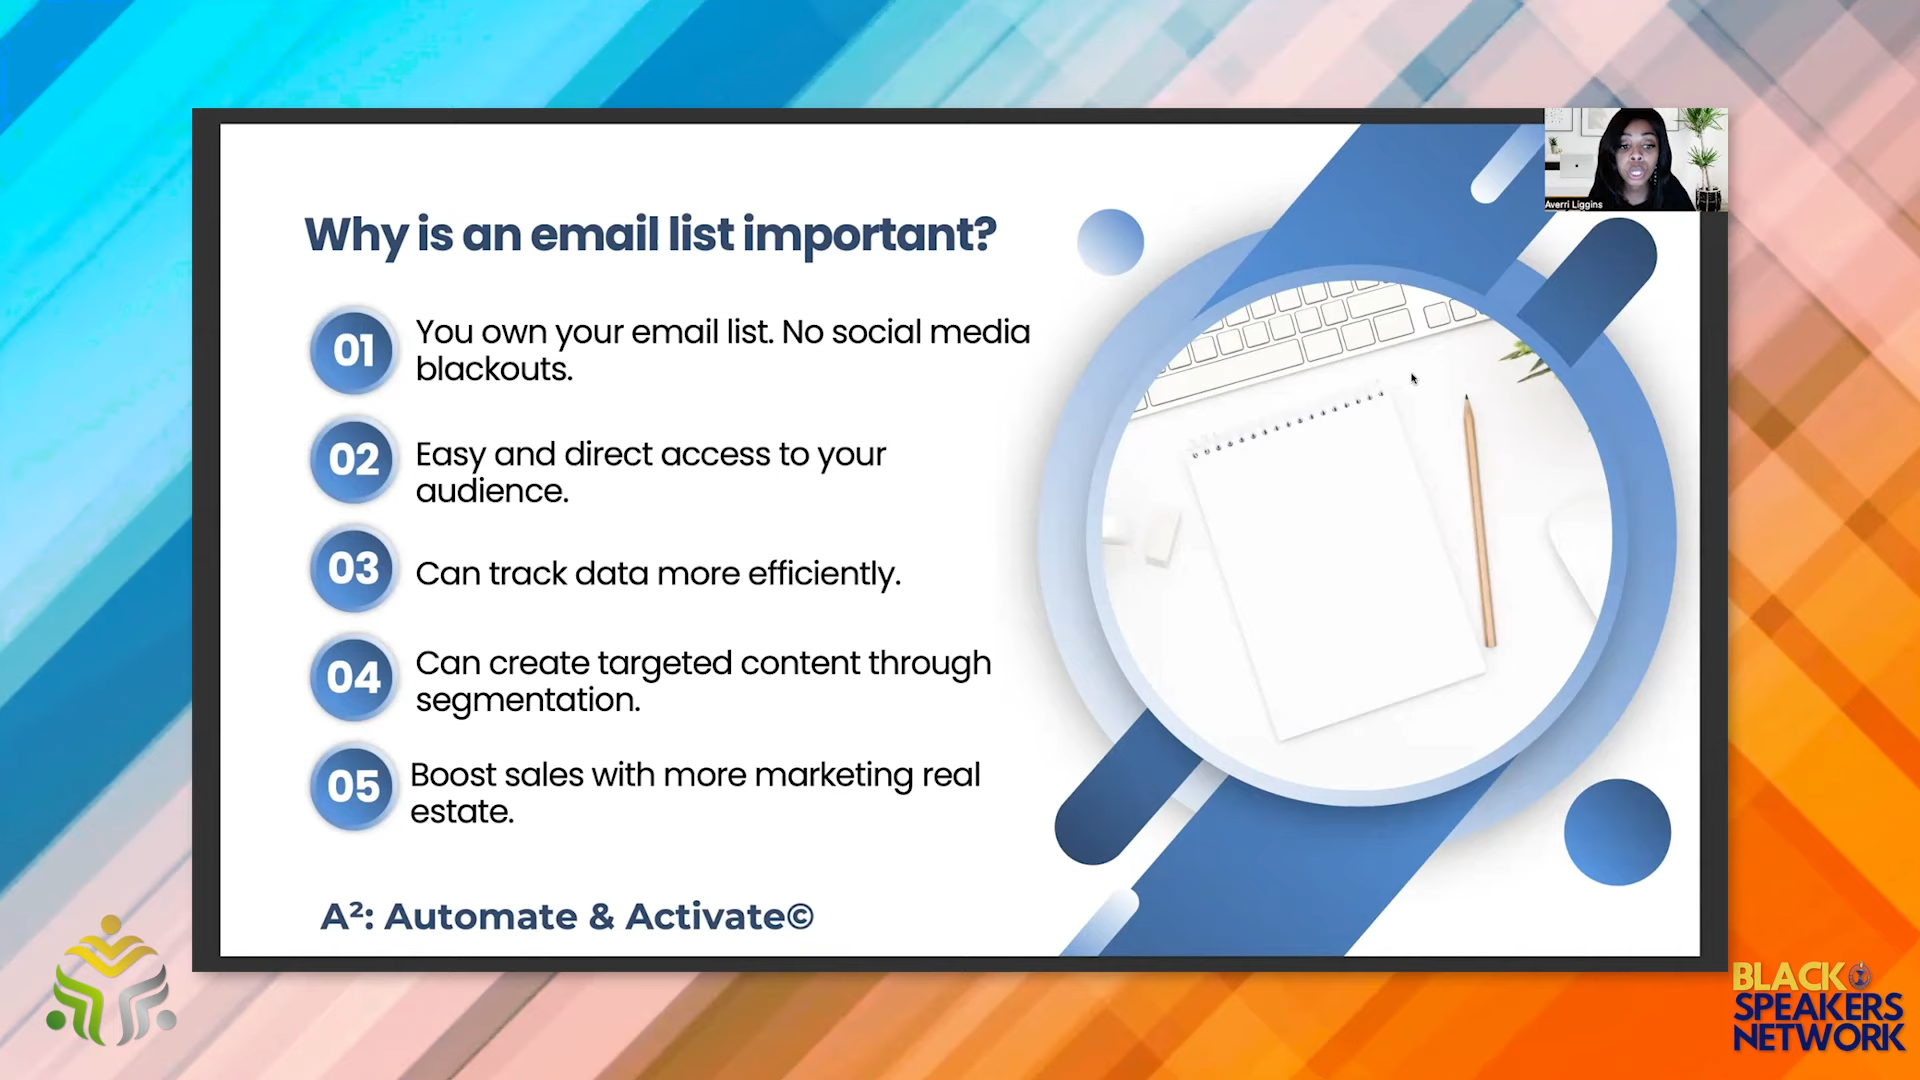 Averri Liggins
Why is an email list important?
01
You own your email list. No social media
blackouts.
02
Easy and direct access to your
audience.
03
Can track data more efficiently.
04
Can create targeted content through
segmentation.
05
Boost sales with more marketing real
estate.
A²: Automate & Activate©
BLACK
SPEAKERS
NETWORK